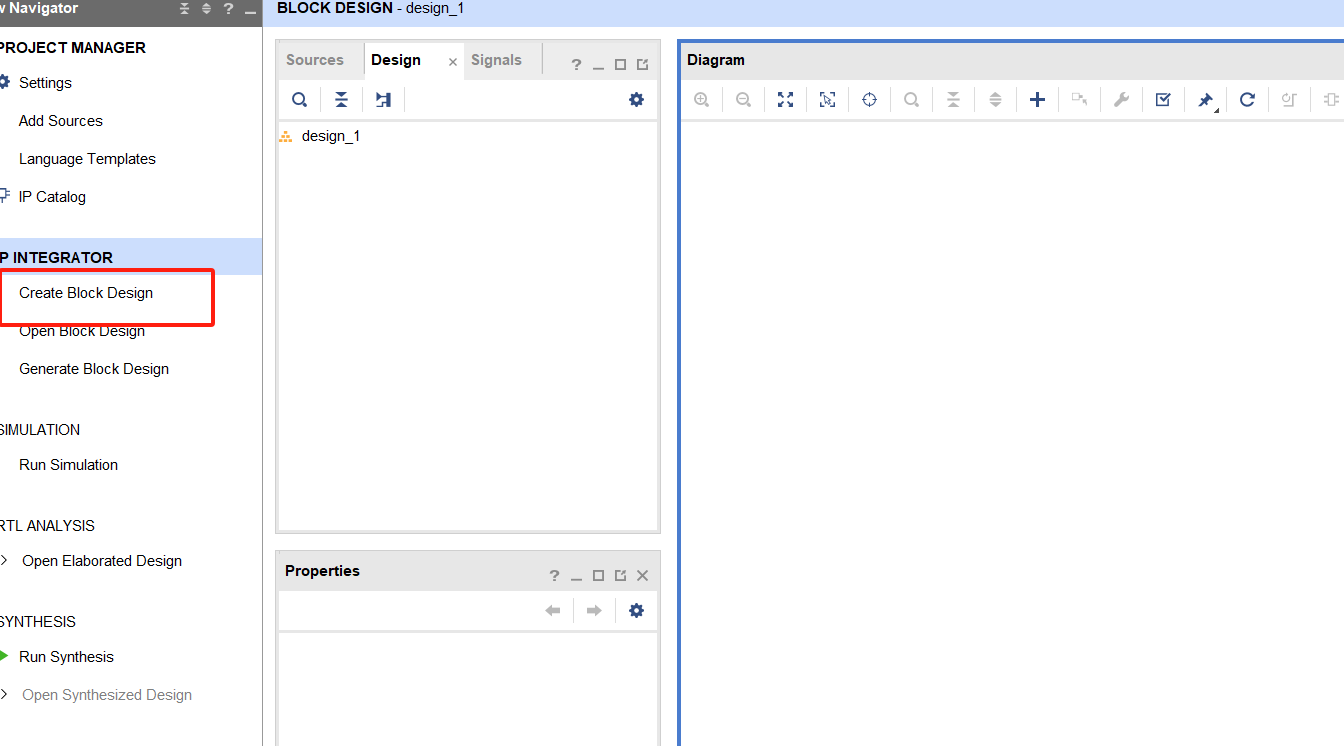 w Navigator
BLOCK DESIGN - design_1
PROJECT MANAGER
Settings
Add Sources
Language Templates
IP Catalog
P INTEGRATOR
Create Block Design
Open Block Design
Generate Block Design
SIMULATION
Run Simulation
RTL ANALYSIS
Open Elaborated Design
SYNTHESIS
Run Synthesis
Open Synthesized Design
Sources
Design
Signals
design_1
Properties
Diagram